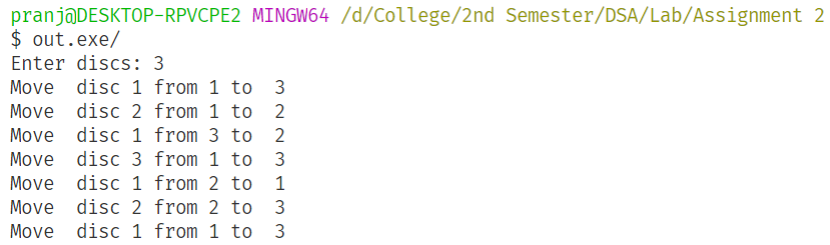 pranj@DESKTOP-RPVCPE2 MINGW64 /d/College/2nd Semester/DSA/Lab/Assignment 2
$ out.exe/
Enter discs: 3
Move  disc 1 from 1 to  3
Move  disc 2 from 1 to  2
Move  disc 1 from 3 to  2
Move  disc 3 from 1 to  3
Move  disc 1 from 2 to  1
Move  disc 2 from 2 to  3
Move  disc 1 from 1 to  3